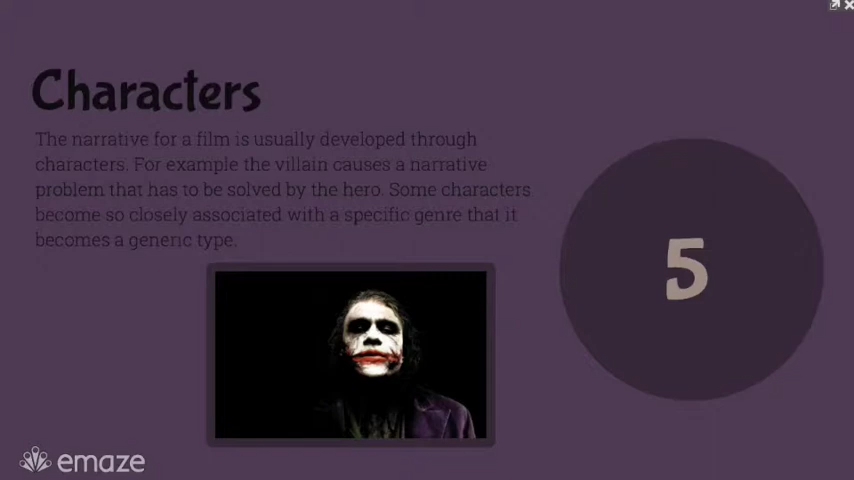 Characters
The narrative for a film is usually developed through
characters. For example the villain causes a narrative
problem that has to be solved by the hero. Some characters
become so closely associated with a specific genre that it
becomes a generic type.
5
emaze